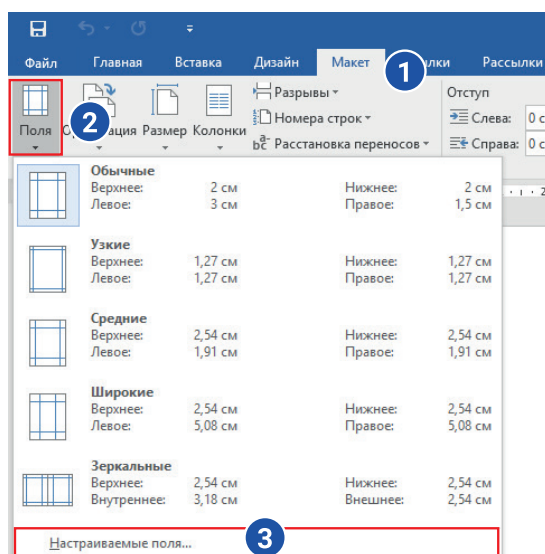 Файл Главная Вставка Дизайн Макет 1 лки Рассылки
Поля 2 ация Размер Колонки
Разрывы
Номера строк
bc Расстановка переносов
Отступ
Слева: 0 с
Справа: 0 с
2
Обычные
Верхнее: 2 см Нижнее: 2 см
Левое: 3 см Правое: 1,5 см
Узкие
Верхнее: 1,27 см Нижнее: 1,27 см
Левое: 1,27 см Правое: 1,27 см
Средние
Верхнее: 2,54 см Нижнее: 2,54 см
Левое: 1,91 см Правое: 1,91 см
Широкие
Верхнее: 2,54 см Нижнее: 2,54 см
Левое: 5,08 см Правое: 5,08 см
Зеркальные
Верхнее: 2,54 см Нижнее: 2,54 см
Внутреннее: 3,18 см Внешнее: 2,54 см
Настраиваемые поля... 3